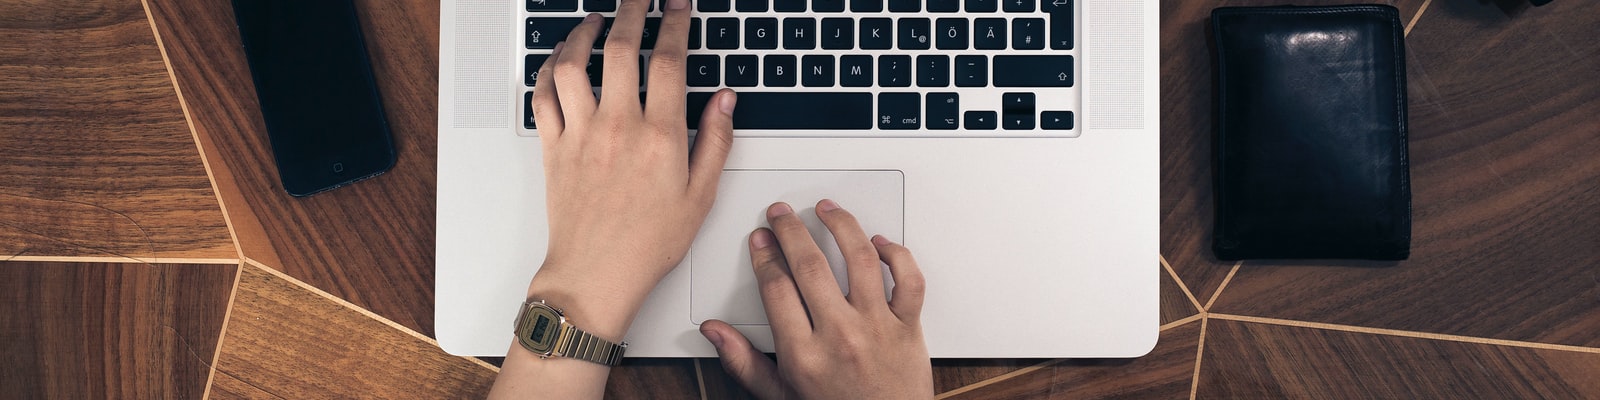 A S F G H J K L @ Ö Ä #
C V B N M ; , : . _ -
alt
⌘ cmd ⌥